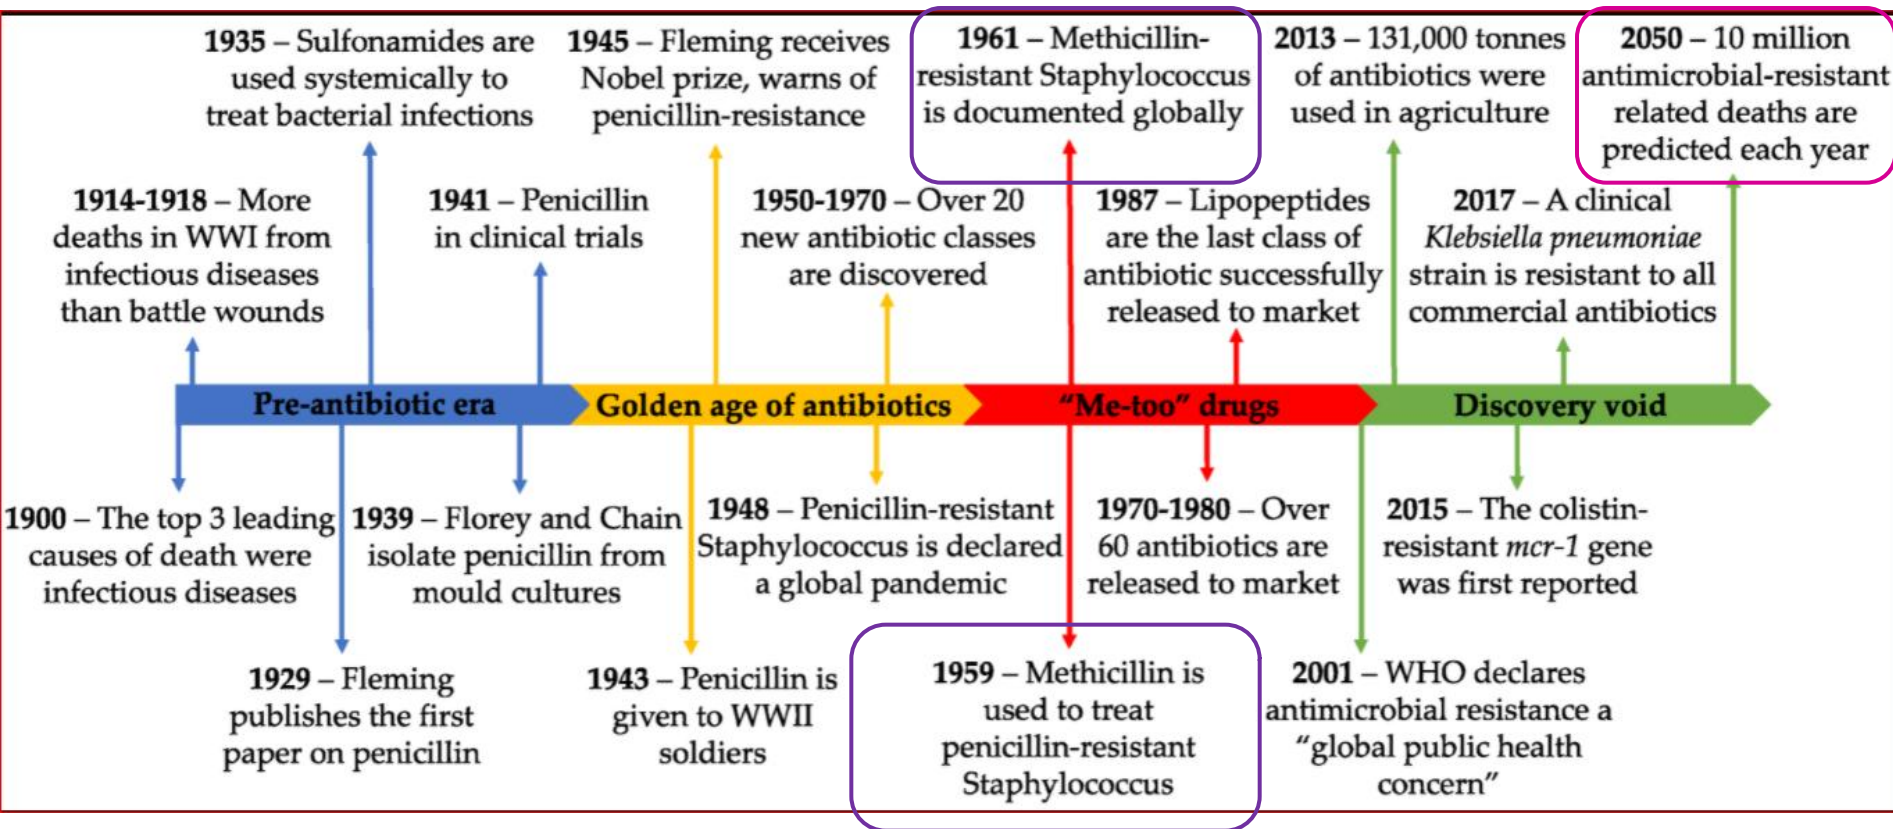 1935 – Sulfonamides are
used systemically to
treat bacterial infections
1945 – Fleming receives
Nobel prize, warns of
penicillin-resistance
1961 – Methicillin-
resistant Staphylococcus
is documented globally
2013 – 131,000 tonnes
of antibiotics were
used in agriculture
2050 – 10 million
antimicrobial-resistant
related deaths are
predicted each year
1914-1918 – More
deaths in WWI from
infectious diseases
than battle wounds
1941 – Penicillin
in clinical trials
1950-1970 – Over 20
new antibiotic classes
are discovered
1987 – Lipopeptides
are the last class of
antibiotic successfully
released to market
2017 – A clinical
Klebsiella pneumoniae
strain is resistant to all
commercial antibiotics
Pre-antibiotic era
Golden age of antibiotics
“Me-too” drugs
Discovery void
1900 – The top 3 leading
causes of death were
infectious diseases
1939 – Florey and Chain
isolate penicillin from
mould cultures
1948 – Penicillin-resistant
Staphylococcus is declared
a global pandemic
1970-1980 – Over
60 antibiotics are
released to market
2015 – The colistin-
resistant mcr-1 gene
was first reported
1929 – Fleming
publishes the first
paper on penicillin
1943 – Penicillin is
given to WWII
soldiers
1959 – Methicillin is
used to treat
penicillin-resistant
Staphylococcus
2001 – WHO declares
antimicrobial resistance a
“global public health
concern”